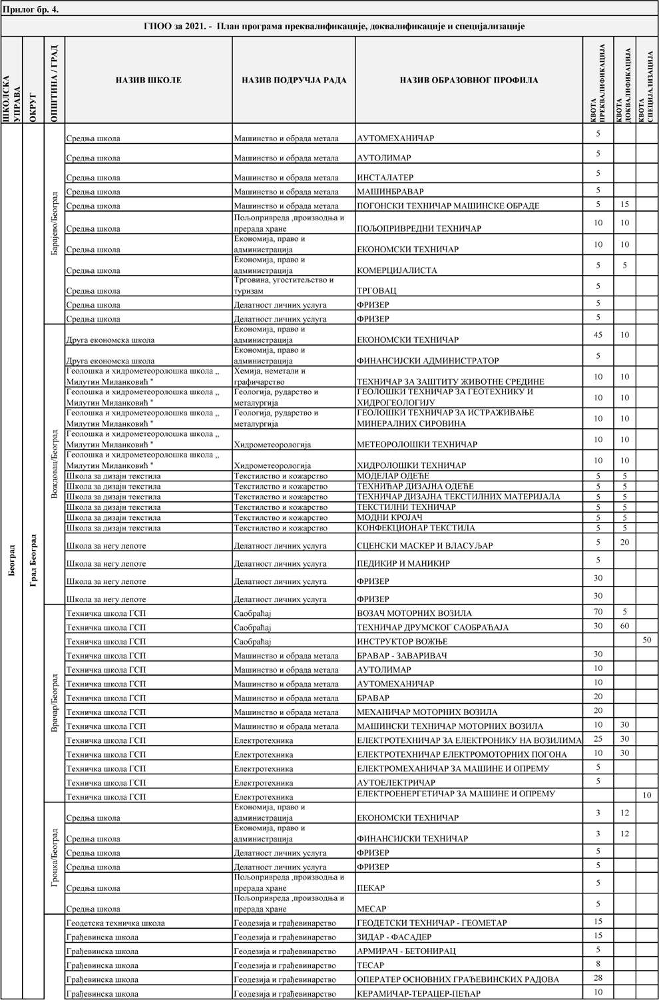 Прилог бр. 4.
ГПОО за 2021. - План програма преквалификације, доквалификације и специјализације
ШКОЛСКА УПРАВА ОКРУГ ОПШТИНА / ГРАД НАЗИВ ШКОЛЕ НАЗИВ ПОДРУЧЈА РАДА НАЗИВ ОБРАЗОВНОГ ПРОФИЛА КВОТА ПРЕКВАЛИФИКАЦИЈА КВОТА ДОКВАЛИФИКАЦИЈА КВОТА СПЕЦИЈАЛИЗАЦИЈА
Београд
Град Београд
Барајево/Београд
Средња школа Машинство и обрада метала АУТОМЕХАНИЧАР 5
Средња школа Машинство и обрада метала АУТОЛИМАР 5
Средња школа Машинство и обрада метала ИНСТАЛАТЕР 5
Средња школа Машинство и обрада метала МАШИНБРАВАР 5
Средња школа Машинство и обрада метала ПОГОНСКИ ТЕХНИЧАР МАШИНСКЕ ОБРАДЕ 5 15
Средња школа Пољопривреда ,производња и прерада хране ПОЉОПРИВРЕДНИ ТЕХНИЧАР 10 10
Средња школа Економија, право и администрација ЕКОНОМСКИ ТЕХНИЧАР 10 10
Средња школа Економија, право и администрација КОМЕРЦИЈАЛИСТА 5 5
Средња школа Трговина, угоститељство и туризам ТРГОВАЦ 5
Средња школа Делатност личних услуга ФРИЗЕР 5
Средња школа Делатност личних услуга ФРИЗЕР 5
Вождовац/Београд
Друга економска школа Економија, право и администрација ЕКОНОМСКИ ТЕХНИЧАР 45 10
Друга економска школа Економија, право и администрација ФИНАНСИЈСКИ АДМИНИСТРАТОР 5
Геолошка и хидрометеоролошка школа ,, Милутин Миланковић " Хемија, неметали и графичарство ТЕХНИЧАР ЗА ЗАШТИТУ ЖИВОТНЕ СРЕДИНЕ 10 10
Геолошка и хидрометеоролошка школа ,, Милутин Миланковић " Геологија, рударство и металургија ГЕОЛОШКИ ТЕХНИЧАР ЗА ГЕОТЕХНИКУ И ХИДРОГЕОЛОГИЈУ 10 10
Геолошка и хидрометеоролошка школа ,, Милутин Миланковић " Геологија, рударство и металургија ГЕОЛОШКИ ТЕХНИЧАР ЗА ИСТРАЖИВАЊЕ МИНЕРАЛНИХ СИРОВИНА 10 10
Геолошка и хидрометеоролошка школа ,, Милутин Миланковић " Хидрометеорологија МЕТЕОРОЛОШКИ ТЕХНИЧАР 10 10
Геолошка и хидрометеоролошка школа ,, Милутин Миланковић " Хидрометеорологија ХИДРОЛОШКИ ТЕХНИЧАР 10 10
Школа за дизајн текстила Текстилство и кожарство МОДЕЛАР ОДЕЋЕ 5 5
Школа за дизајн текстила Текстилство и кожарство ТЕХНИЋАР ДИЗАЈНА ОДЕЋЕ 5 5
Школа за дизајн текстила Текстилство и кожарство ТЕХНИЧАР ДИЗАЈНА ТЕКСТИЛНИХ МАТЕРИЈАЛА 5 5
Школа за дизајн текстила Текстилство и кожарство ТЕКСТИЛНИ ТЕХНИЧАР 5 5
Школа за дизајн текстила Текстилство и кожарство МОДНИ КРОЈАЧ 5 5
Школа за дизајн текстила Текстилство и кожарство КОНФЕКЦИОНАР ТЕКСТИЛА 5 5
Школа за негу лепоте Делатност личних услуга СЦЕНСКИ МАСКЕР И ВЛАСУЉАР 5 20
Школа за негу лепоте Делатност личних услуга ПЕДИКИР И МАНИКИР 5
Школа за негу лепоте Делатност личних услуга ФРИЗЕР 30
Школа за негу лепоте Делатност личних услуга ФРИЗЕР 30
Врачар/Београд
Техничка школа ГСП Саобраћај ВОЗАЧ МОТОРНИХ ВОЗИЛА 70 5
Техничка школа ГСП Саобраћај ТЕХНИЧАР ДРУМСКОГ САОБРАЋАЈА 30 60
Техничка школа ГСП Саобраћај ИНСТРУКТОР ВОЖЊЕ 50
Техничка школа ГСП Машинство и обрада метала БРАВАР - ЗАВАРИВАЧ 30
Техничка школа ГСП Машинство и обрада метала АУТОЛИМАР 10
Техничка школа ГСП Машинство и обрада метала АУТОМЕХАНИЧАР 10
Техничка школа ГСП Машинство и обрада метала БРАВАР 20
Техничка школа ГСП Машинство и обрада метала МЕХАНИЧАР МОТОРНИХ ВОЗИЛА 20
Техничка школа ГСП Машинство и обрада метала МАШИНСКИ ТЕХНИЧАР МОТОРНИХ ВОЗИЛА 10 30
Техничка школа ГСП Електротехника ЕЛЕКТРОТЕХНИЧАР ЗА ЕЛЕКТРОНИКУ НА ВОЗИЛИМА 25 30
Техничка школа ГСП Електротехника ЕЛЕКТРОТЕХНИЧАР ЕЛЕКТРОМОТОРНИХ ПОГОНА 10 30
Техничка школа ГСП Електротехника ЕЛЕКТРОМЕХАНИЧАР ЗА МАШИНЕ И ОПРЕМУ 5
Техничка школа ГСП Електротехника АУТОЕЛЕКТРИЧАР 5
Техничка школа ГСП Електротехника ЕЛЕКТРОЕНЕРГЕТИЧАР ЗА МАШИНЕ И ОПРЕМУ 10
Гроцка/Београд
Средња школа Економија, право и администрација ЕКОНОМСКИ ТЕХНИЧАР 3 12
Средња школа Економија, право и администрација ФИНАНСИЈСКИ ТЕХНИЧАР 3 12
Средња школа Делатност личних услуга ФРИЗЕР 5
Средња школа Делатност личних услуга ФРИЗЕР 5
Средња школа Пољопривреда ,производња и прерада хране ПЕКАР 5
Средња школа Пољопривреда ,производња и прерада хране МЕСАР 5
Геодетска техничка школа Геодезија и грађевинарство ГЕОДЕТСКИ ТЕХНИЧАР - ГЕОМЕТАР 15
Грађевинска школа Геодезија и грађевинарство ЗИДАР - ФАСАДЕР 15
Грађевинска школа Геодезија и грађевинарство АРМИРАЧ - БЕТОНИРАЦ 5
Грађевинска школа Геодезија и грађевинарство ТЕСАР 8
Грађевинска школа Геодезија и грађевинарство ОПЕРАТЕР ОСНОВНИХ ГРАЂЕВИНСКИХ РАДОВА 28
Грађевинска школа Геодезија и грађевинарство КЕРАМИЧАР-ТЕРАЦЕР-ПЕЋАР 10